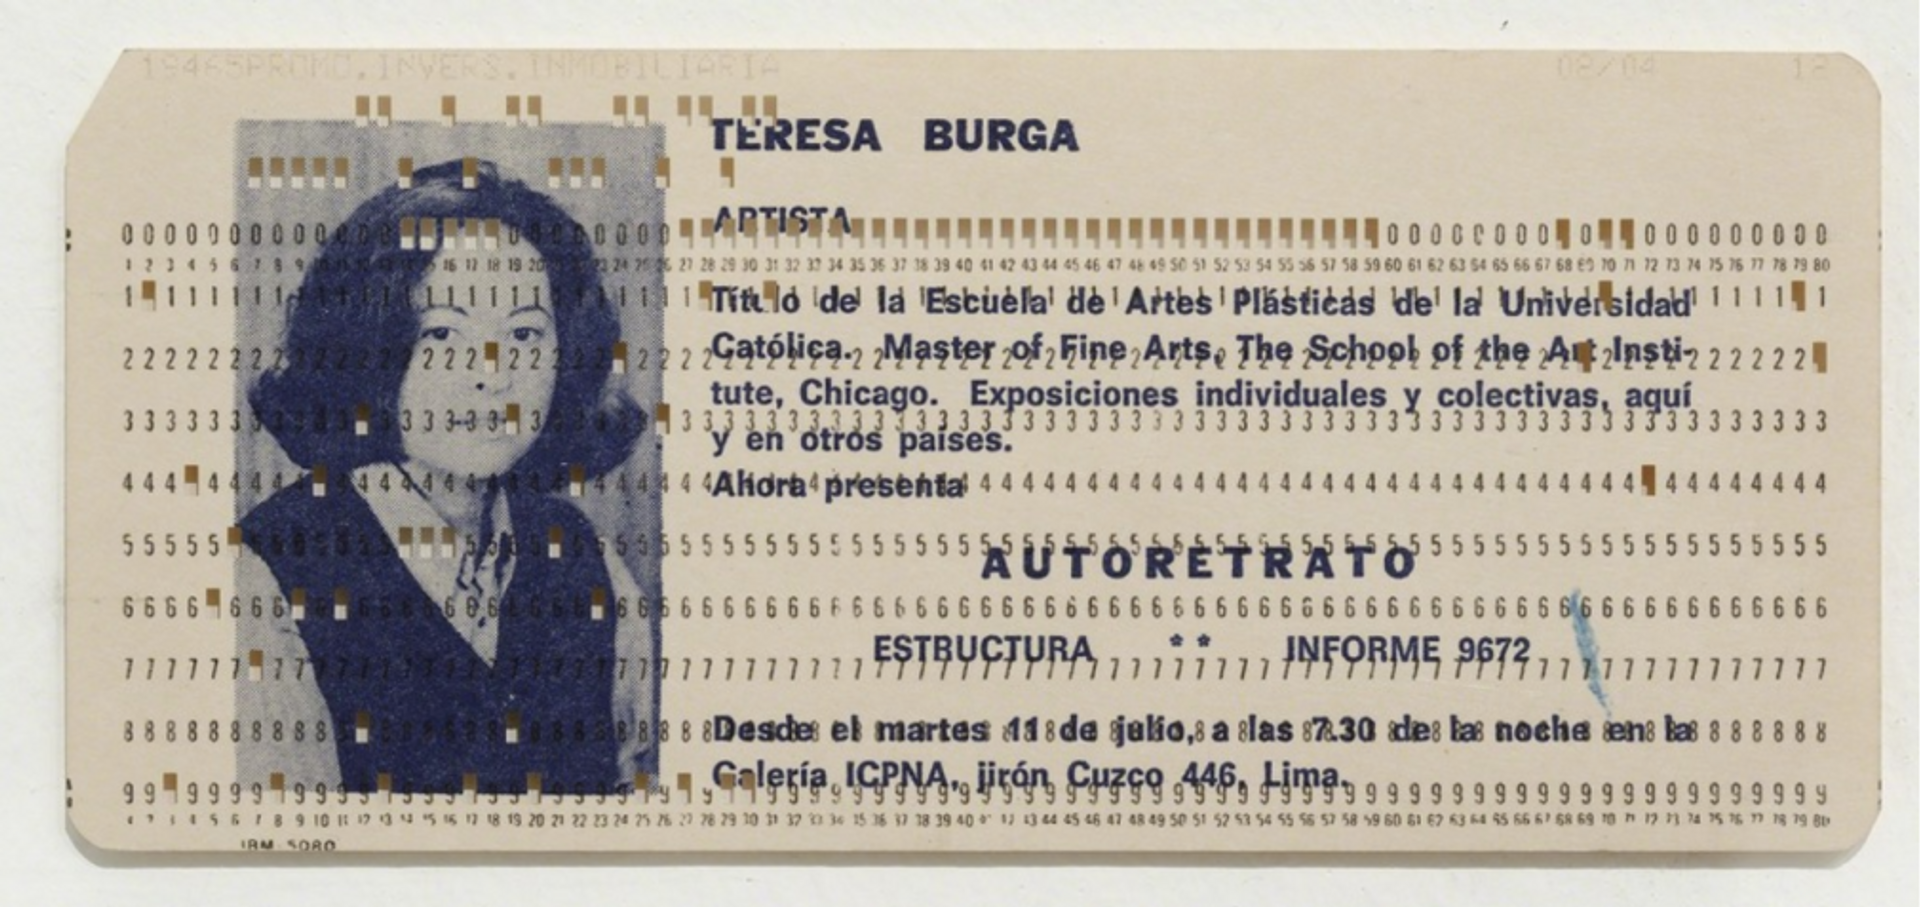 19465PROMO.INVERS.INMOBILIARIA
TERESA BURGA
ARTISTA
Título de la Escuela de Artes Plásticas de la Universidad
Católica. Master of Fine Arts, The School of the Art Insti-
tute, Chicago. Exposiciones individuales y colectivas, aquí
y en otros países.
Ahora presenta
AUTORETRATO
ESTRUCTURA ** INFORME 9672
Desde el martes 11 de julio, a las 7.30 de la noche en la
Galería ICPNA, jirón Cuzco 446, Lima.
IBM 5080